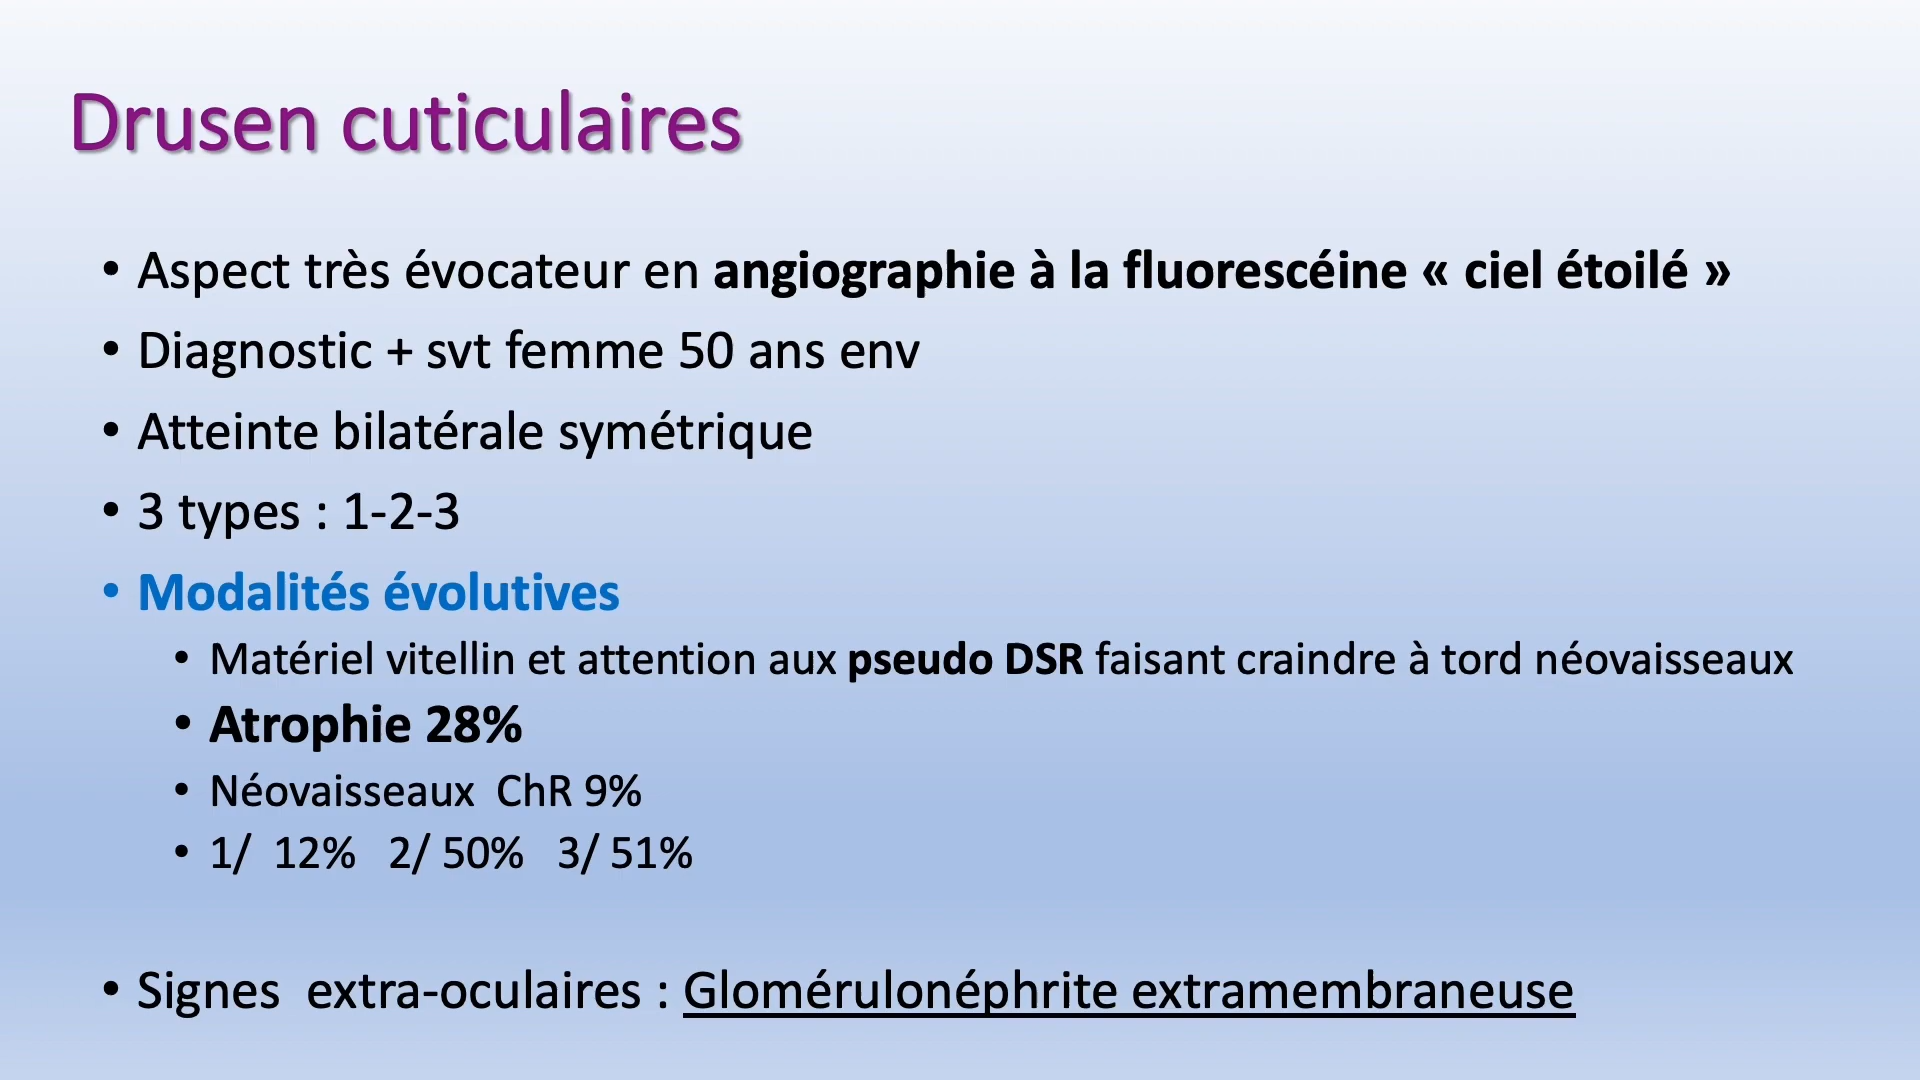 Drusen cuticulaires
• Aspect très évocateur en angiographie à la fluorescéine « ciel étoilé »
• Diagnostic + svt femme 50 ans env
• Atteinte bilatérale symétrique
• 3 types : 1-2-3
• Modalités évolutives
• Matériel vitellin et attention aux pseudo DSR faisant craindre à tord néovaisseaux
• Atrophie 28%
• Néovaisseaux  ChR 9%
• 1/  12%   2/ 50%   3/ 51%
• Signes  extra-oculaires : Glomérulonéphrite extramembraneuse